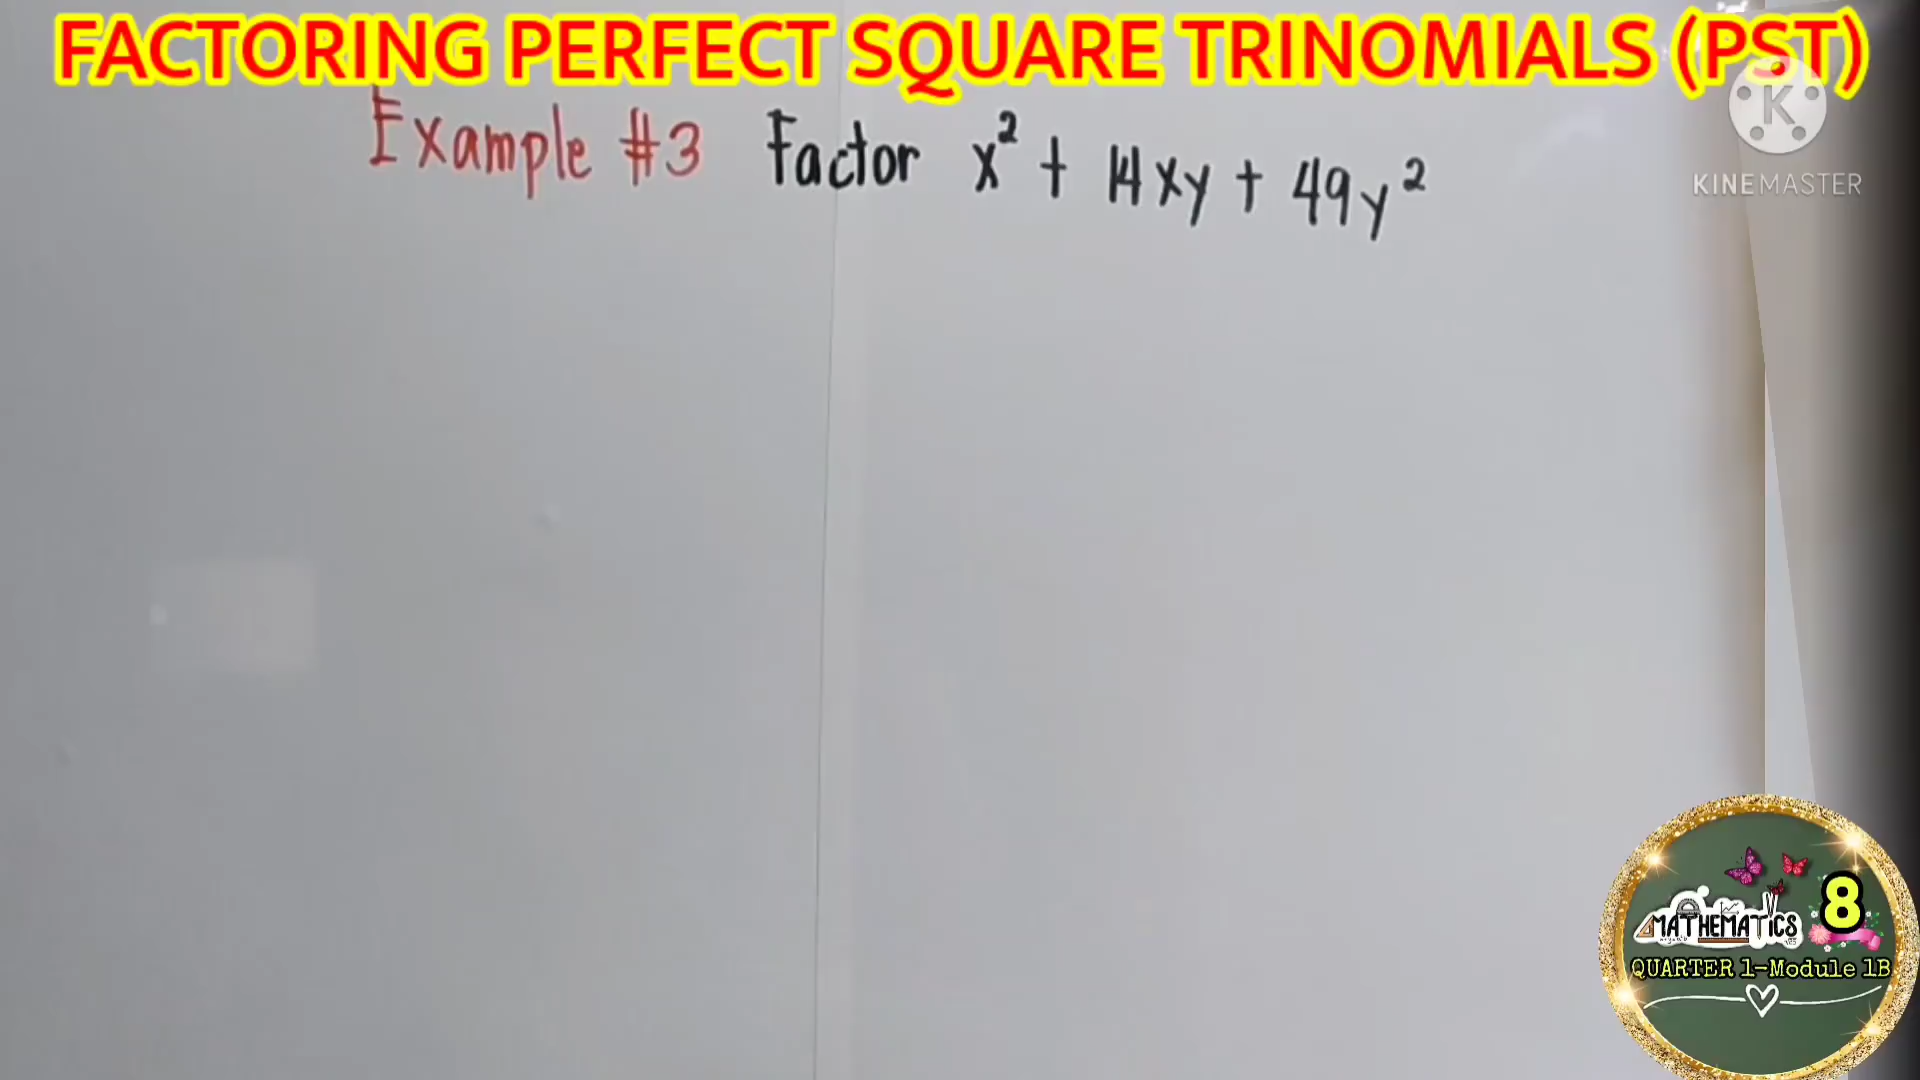 FACTORING PERFECT SQUARE TRINOMIALS (PST)
Example #3 Factor x² + 14xy + 49y²
KINEMASTER
MATHEMATICS 8
QUARTER 1-Module 1B